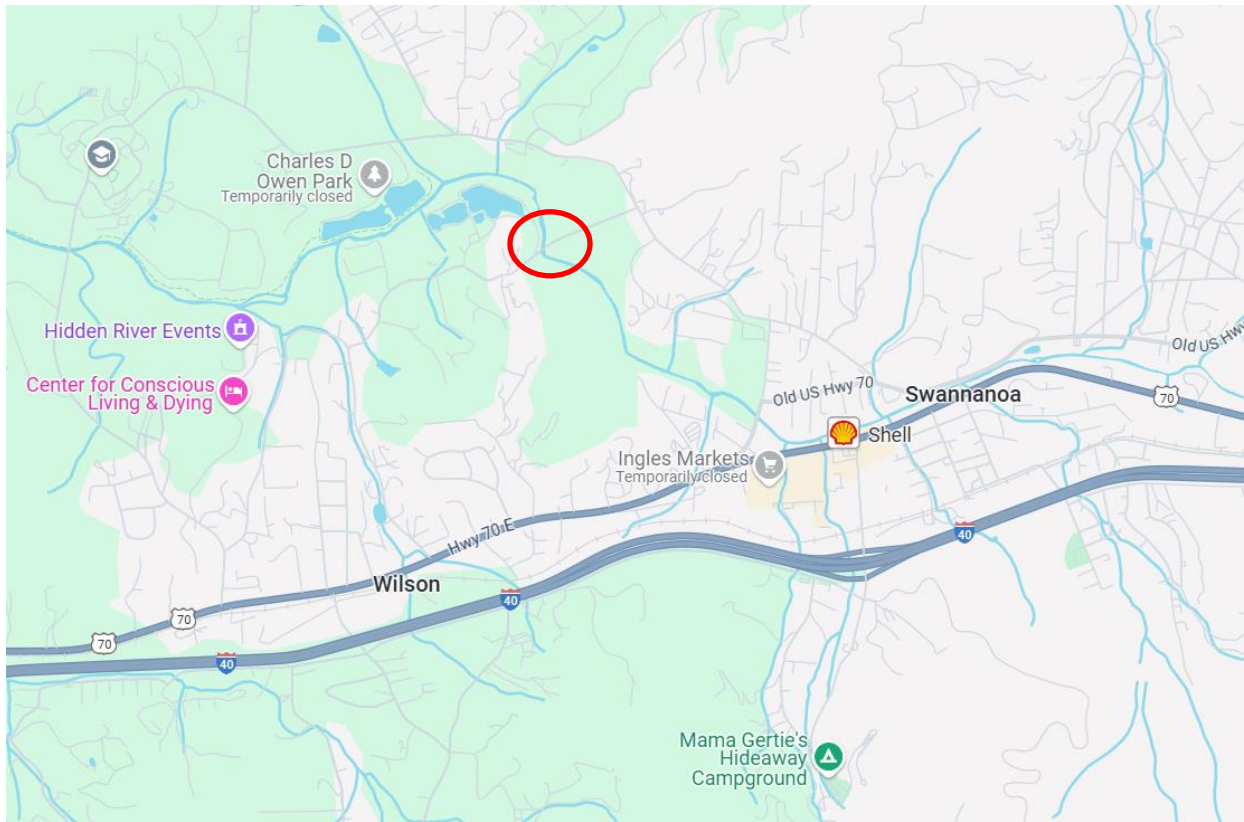 Charles D
Owen Park
Temporarily closed
Hidden River Events
Center for Conscious
Living & Dying
Old US Hwy
70
Old US Hwy 70
Swannanoa
Shell
Ingles Markets
Temporarily closed
40
Hwy 70 E
Wilson
40
70
70
40
Mama Gertie's
Hideaway
Campground